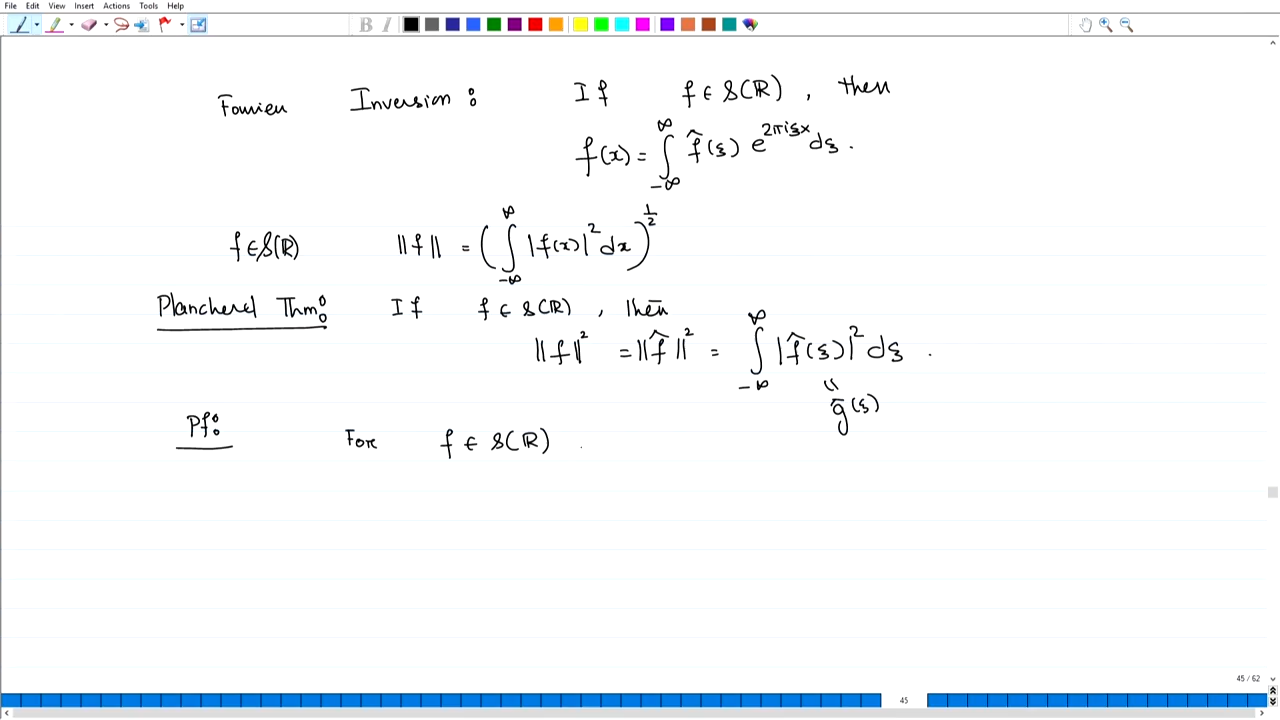 File Edit View Insert Actions Tools Help
B I
Fourier Inversion: If f ∈ S(ℝ), then
f(x) = ∫_{-∞}^{∞} f̂(ξ) e^{2πiξx} dξ.
f∈S(ℝ) ||f|| = (∫_{-∞}^{∞} |f(x)|² dx)^{1/2}
Plancherel Thm: If f ∈ S(ℝ), then
||f||² = ||f̂||² = ∫_{-∞}^{∞} |f̂(ξ)|² dξ.
ĝ(ξ)
Pf: For f ∈ S(ℝ).
45 / 62
45